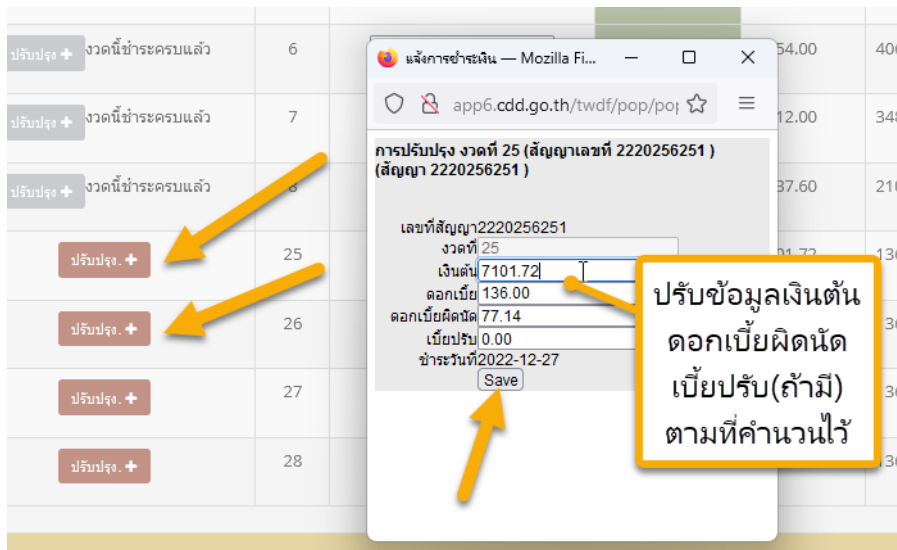 ปรับปรุง + งวดนี้ชำระครบแล้ว 6
54.00
แจ้งการชำระเงิน — Mozilla Fi...
app6.cdd.go.th/twdf/pop/pop
ปรับปรุง + งวดนี้ชำระครบแล้ว 7
12.00 348
การปรับปรุง งวดที่ 25 (สัญญาเลขที่ 2220256251 )
(สัญญา 2220256251 )
ปรับปรุง + งวดนี้ชำระครบแล้ว 8
37.60 210
เลขที่สัญญา2220256251
งวดที่ 25
เงินต้น 7101.72
ดอกเบี้ย 136.00
ดอกเบี้ยผิดนัด 77.14
เบี้ยปรับ 0.00
ชำระวันที่2022-12-27
Save
ปรับปรุง. + 25
ปรับปรุง. + 26
ปรับปรุง. + 27
ปรับปรุง. + 28
ปรับข้อมูลเงินต้น
ดอกเบี้ยผิดนัด
เบี้ยปรับ(ถ้ามี)
ตามที่คำนวนไว้